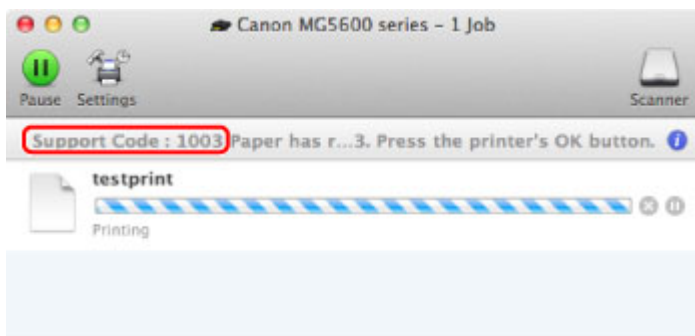 Canon MG5600 series – 1 Job
Pause Settings Scanner
Support Code : 1003 Paper has r...3. Press the printer's OK button.
testprint
Printing